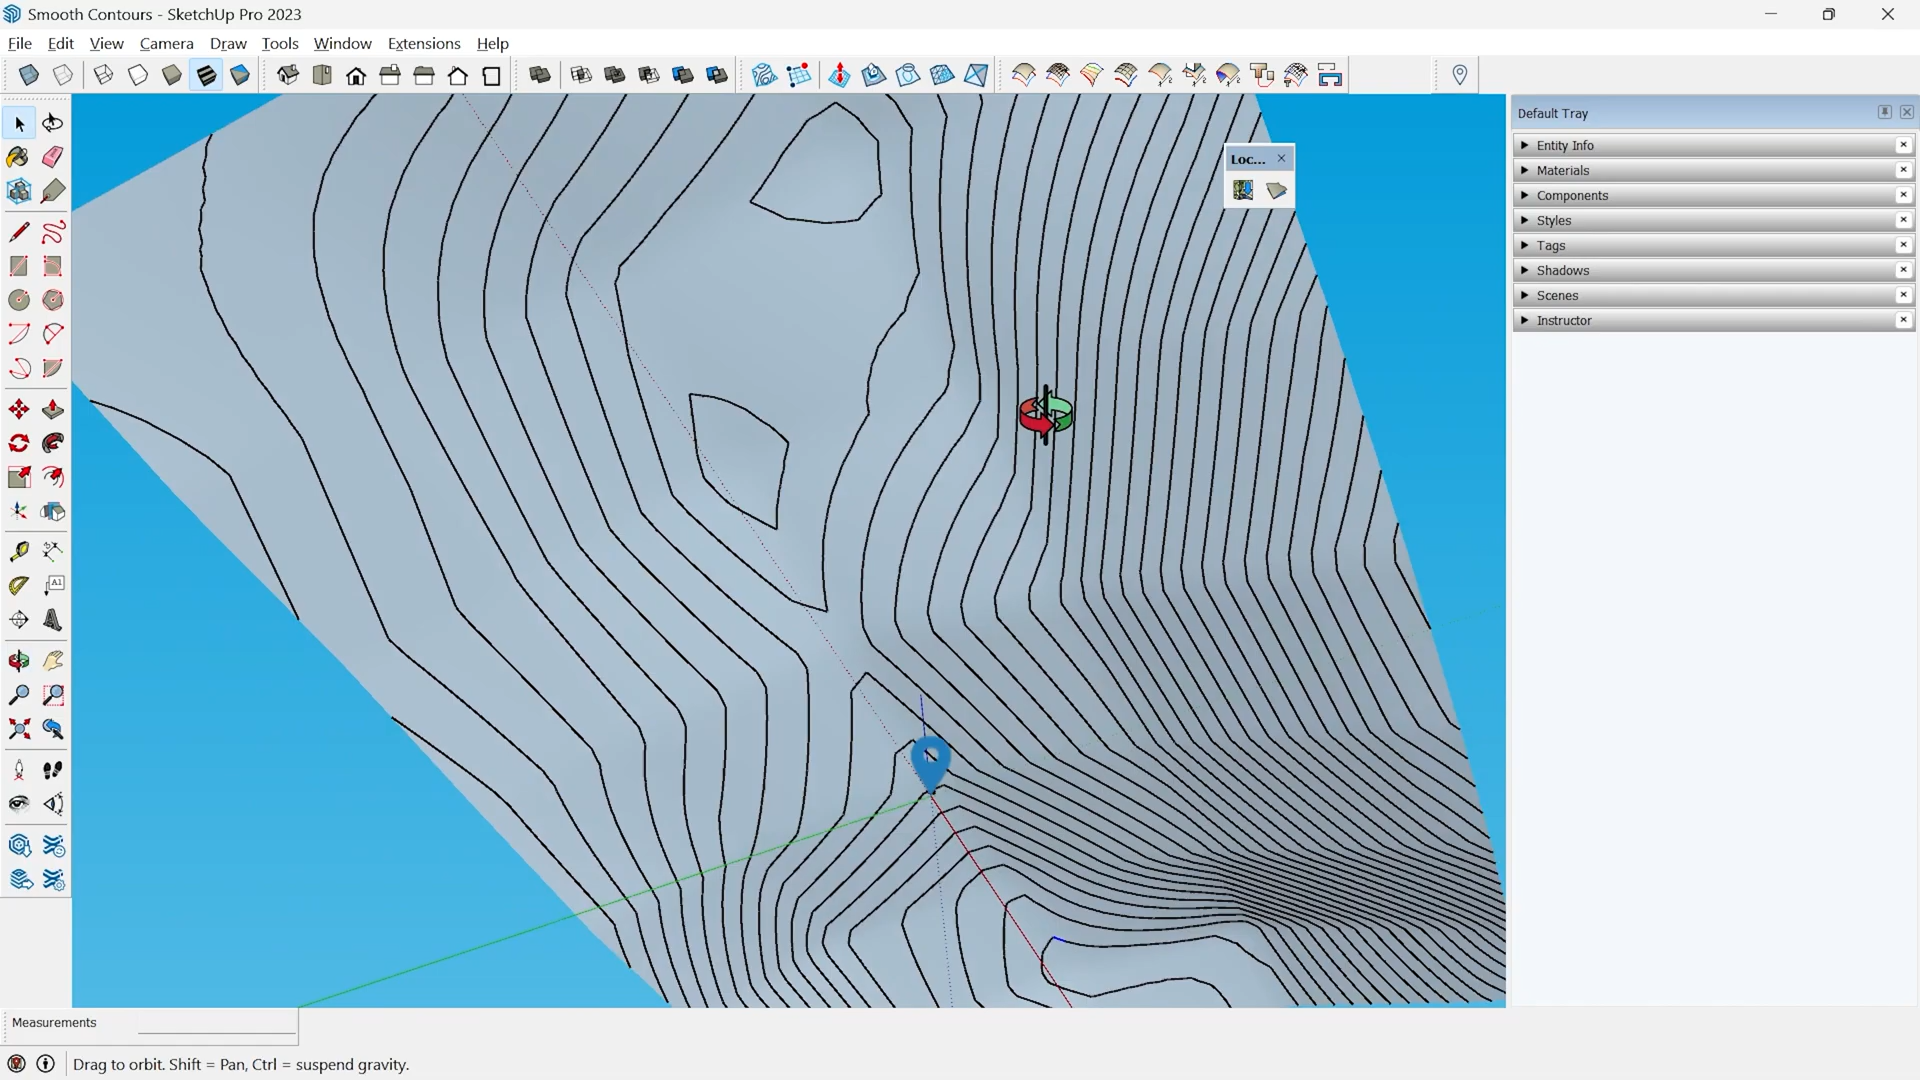 Smooth Contours - SketchUp Pro 2023
File Edit View Camera Draw Tools Window Extensions Help
Default Tray
Entity Info
Loc...
Materials
Components
Styles
Tags
Shadows
Scenes
Instructor
A1
Measurements
Drag to orbit. Shift = Pan, Ctrl = suspend gravity.